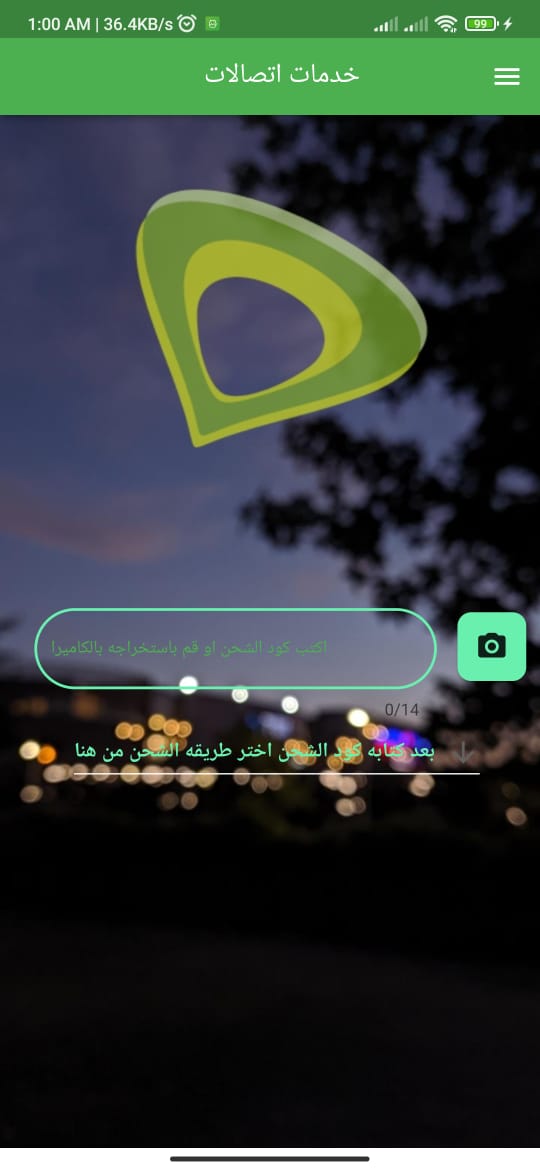 1:00 AM | 36.4KB/s
99
خدمات اتصالات
اكتب كود الشحن او قم باستخراجه بالكاميرا
0/14
بعد كتابه كود الشحن اختر طريقه الشحن من هنا